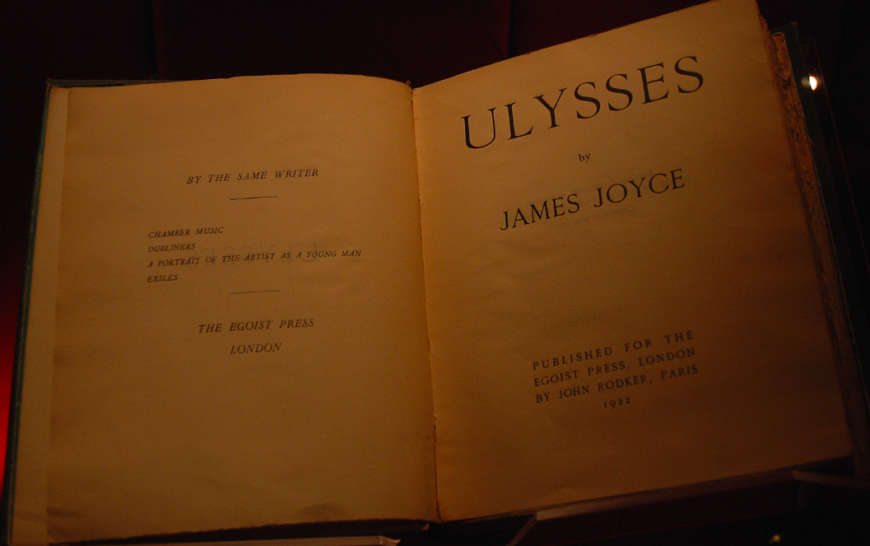 BY THE SAME WRITER
CHAMBER MUSIC
DUBLINERS
A PORTRAIT OF THE ARTIST AS A YOUNG MAN
EXILES
THE EGOIST PRESS
LONDON
ULYSSES
by
JAMES JOYCE
PUBLISHED FOR THE
EGOIST PRESS, LONDON
BY JOHN RODKER, PARIS
1922